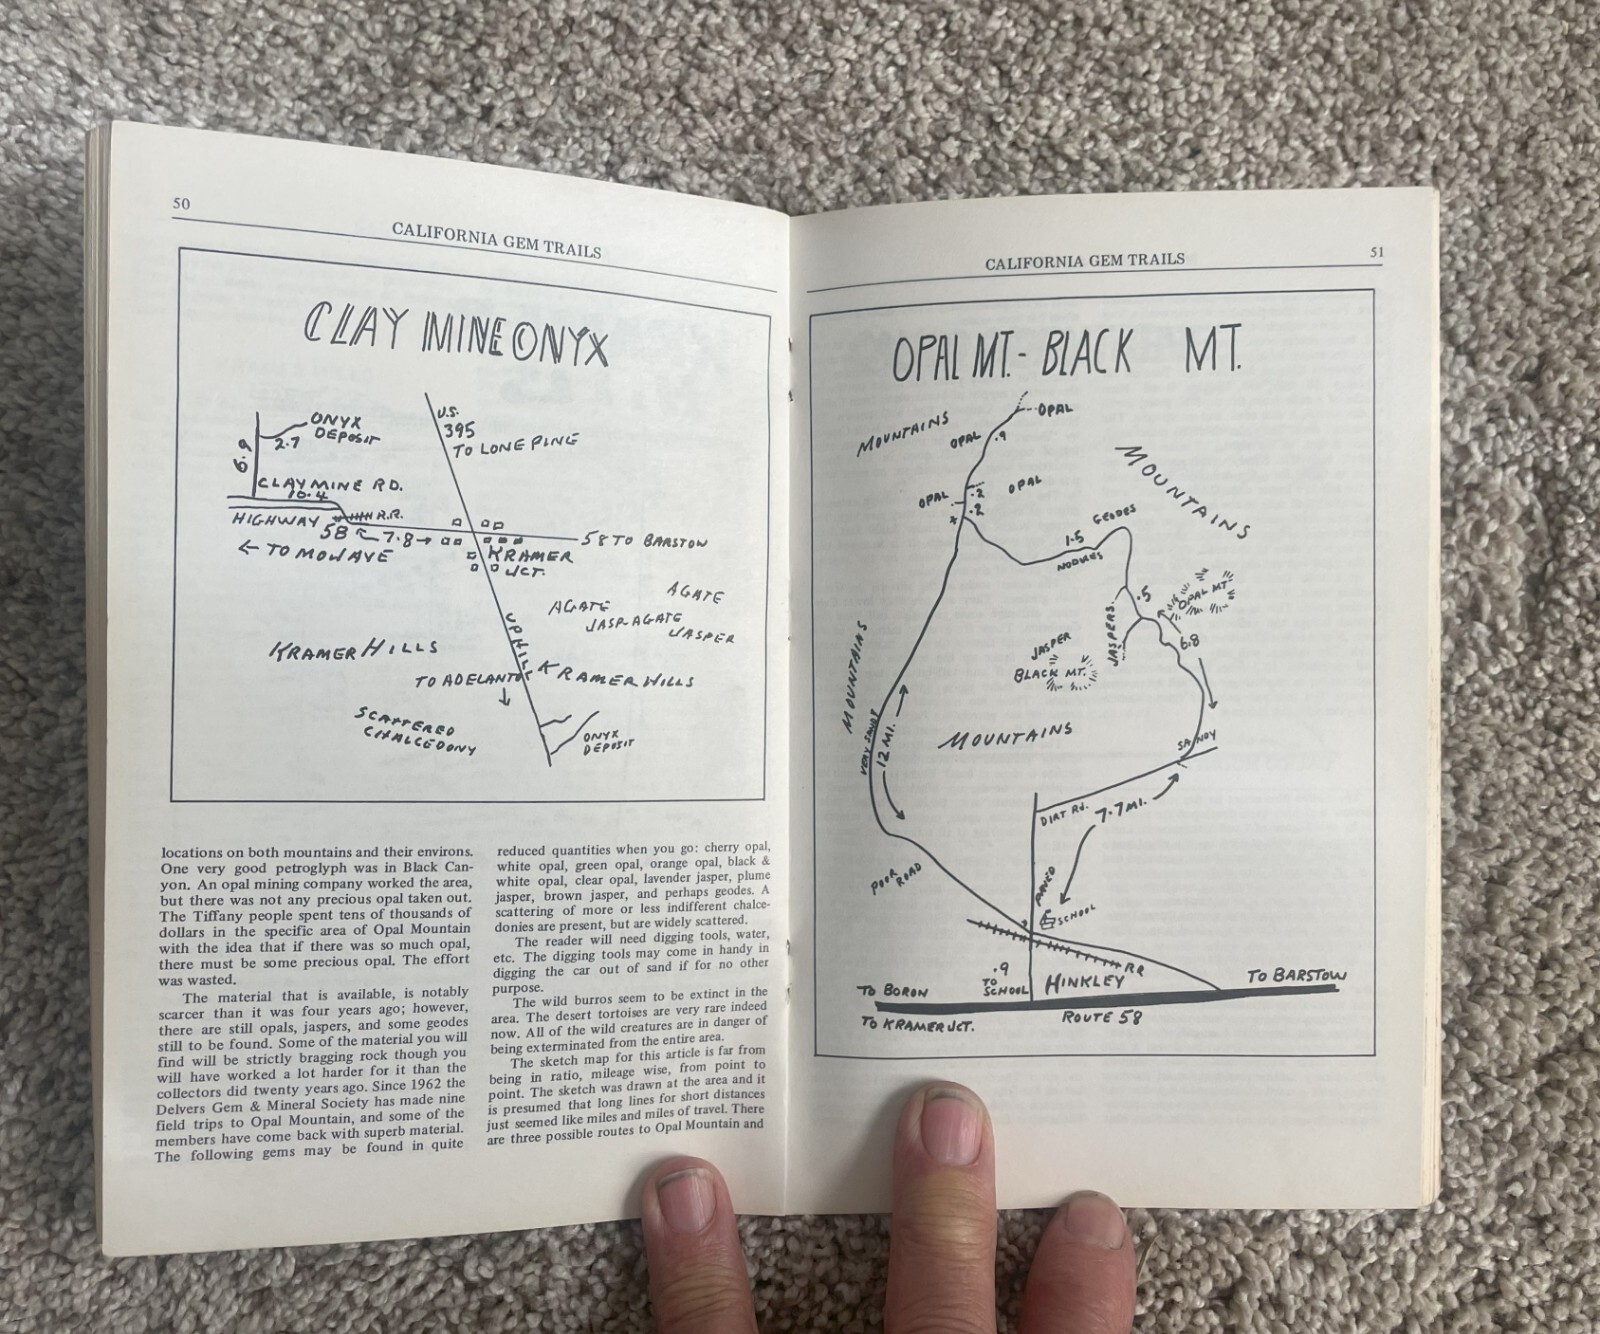 50
CALIFORNIA GEM TRAILS
CLAY MINE ONYX
U.S.
395
TO LONE PINE
ONYX
DEPOSIT
2.7
6.9
CLAY MINE RD.
10.4
R.R.
HIGHWAY
58
7.8
58 TO BARSTOW
← TO MOWAVE
KRAMER
JCT.
AGATE
AGATE
JASP-AGATE
JASPER
UPHILL
KRAMER HILLS
KRAMER HILLS
TO ADELANTO
SCATTERED
CHALCEDONY
ONYX
DEPOSIT
locations on both mountains and their environs.
One very good petroglyph was in Black Can-
yon. An opal mining company worked the area,
but there was not any precious opal taken out.
The Tiffany people spent tens of thousands of
dollars in the specific area of Opal Mountain
with the idea that if there was so much opal,
there must be some precious opal. The effort
was wasted.
The material that is available, is notably
scarcer than it was four years ago; however,
there are still opals, jaspers, and some geodes
still to be found. Some of the material you will
find will be strictly bragging rock though you
will have worked a lot harder for it than the
collectors did twenty years ago. Since 1962 the
Delvers Gem & Mineral Society has made nine
field trips to Opal Mountain, and some of the
members have come back with superb material.
The following gems may be found in quite
reduced quantities when you go: cherry opal,
white opal, green opal, orange opal, black &
white opal, clear opal, lavender jasper, plume
jasper, brown jasper, and perhaps geodes. A
scattering of more or less indifferent chalce-
donies are present, but are widely scattered.
The reader will need digging tools, water,
etc. The digging tools may come in handy in
digging the car out of sand if for no other
purpose.
The wild burros seem to be extinct in the
area. The desert tortoises are very rare indeed
now. All of the wild creatures are in danger of
being exterminated from the entire area.
The sketch map for this article is far from
being in ratio, mileage wise, from point to
point. The sketch was drawn at the area and it
is presumed that long lines for short distances
just seemed like miles and miles of travel. There
are three possible routes to Opal Mountain and
CALIFORNIA GEM TRAILS
51
OPAL MT. - BLACK MT.
OPAL
MOUNTAINS
OPAL
.9
MOUNTAINS
OPAL
.2
OPAL
.2
GEODES
1.5
NODULES
.5
OPAL MT.
JASPERS.
6.8
JASPER
BLACK MT.
MOUNTAINS
MOUNTAINS
VERY SANDY
12 MI.
SANDY
DIRT RD.
7.7 MI.
POOR ROAD
PAVED
SCHOOL
RR
.9
TO
SCHOOL
HINKLEY
TO BARSTOW
TO BORON
TO KRAMER JCT.
ROUTE 58